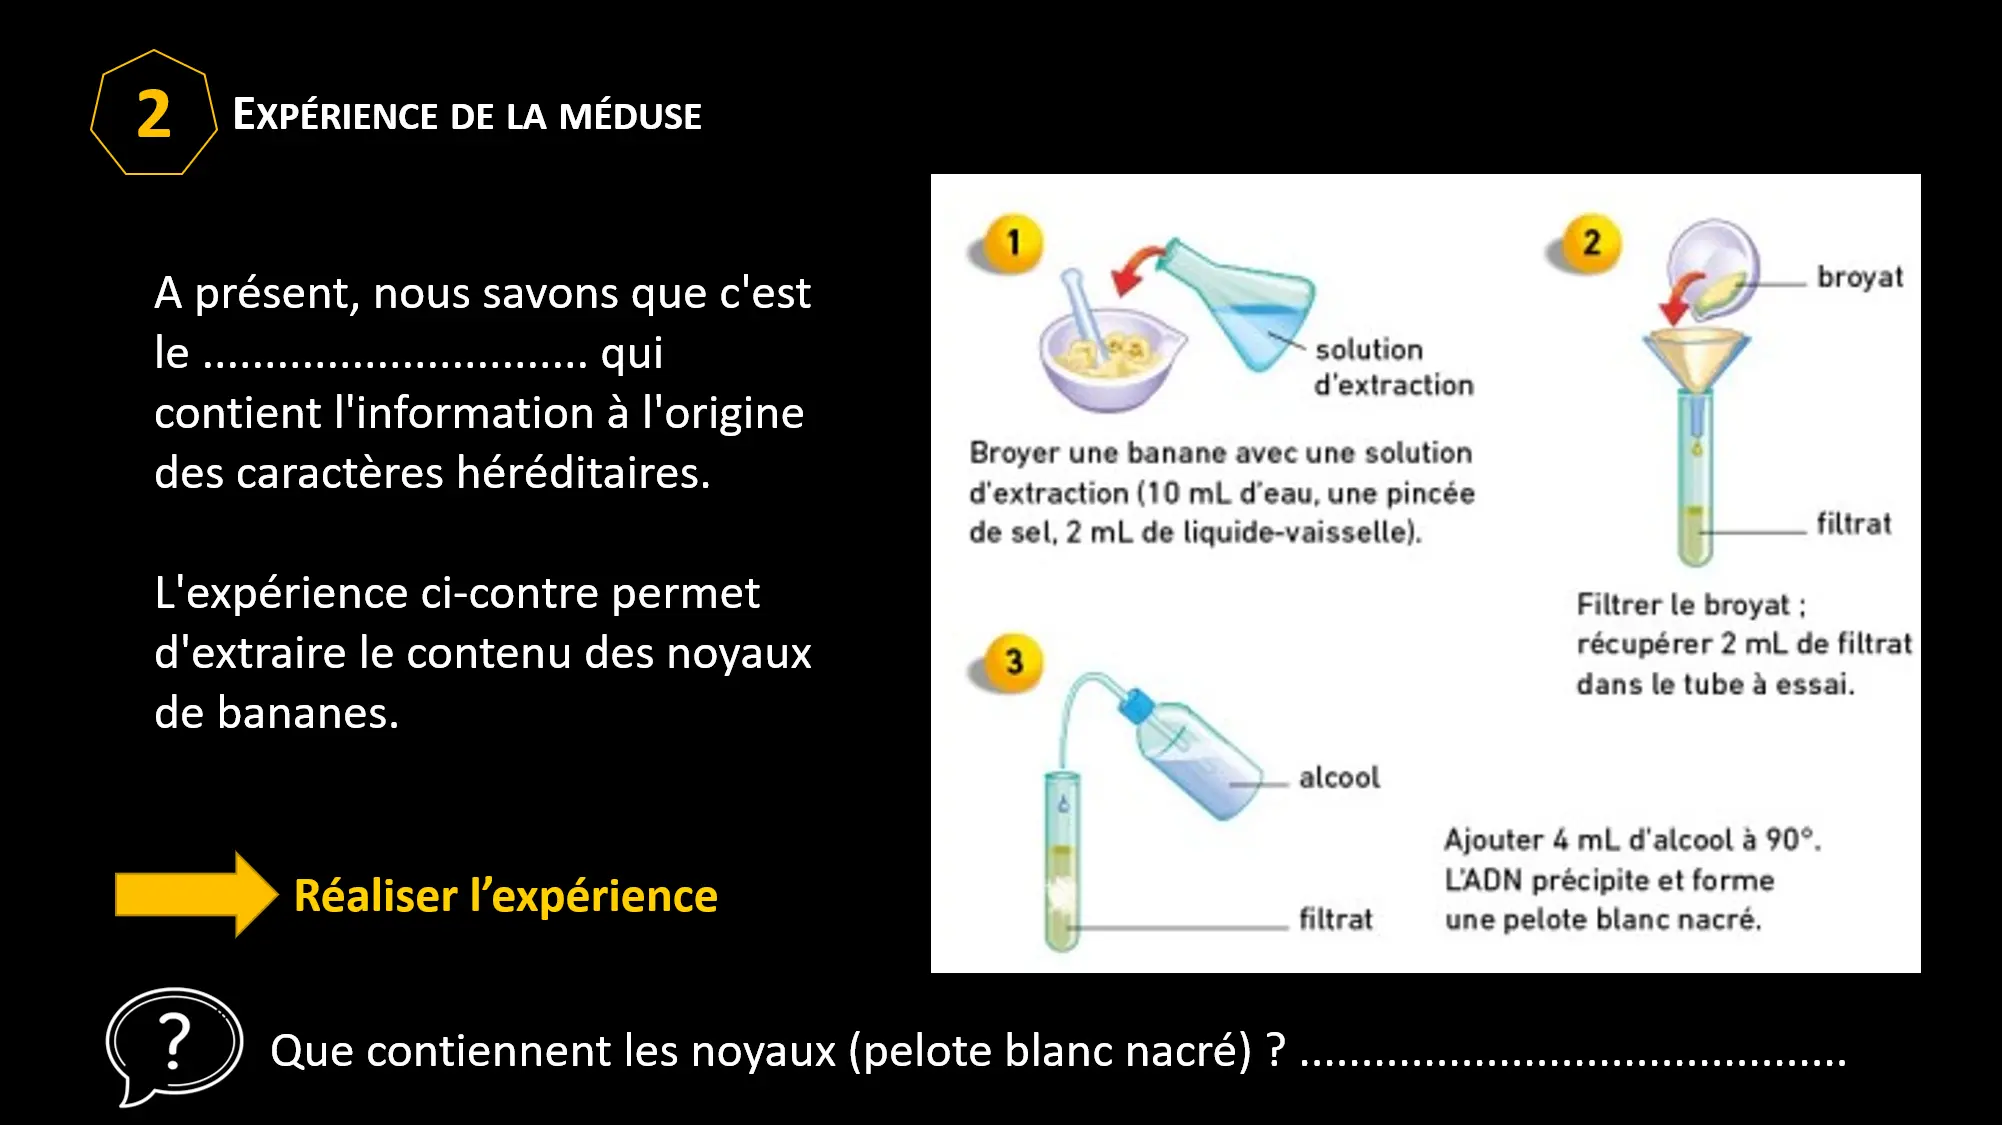 2
EXPÉRIENCE DE LA MÉDUSE
A présent, nous savons que c'est
le ............................... qui
contient l'information à l'origine
des caractères héréditaires.
L'expérience ci-contre permet
d'extraire le contenu des noyaux
de bananes.
Réaliser l’expérience
1
solution
d'extraction
Broyer une banane avec une solution
d'extraction (10 mL d'eau, une pincée
de sel, 2 mL de liquide-vaisselle).
2
broyat
filtrat
Filtrer le broyat ;
récupérer 2 mL de filtrat
dans le tube à essai.
3
alcool
filtrat
Ajouter 4 mL d'alcool à 90°.
L'ADN précipite et forme
une pelote blanc nacré.
?
Que contiennent les noyaux (pelote blanc nacré) ? ............................................